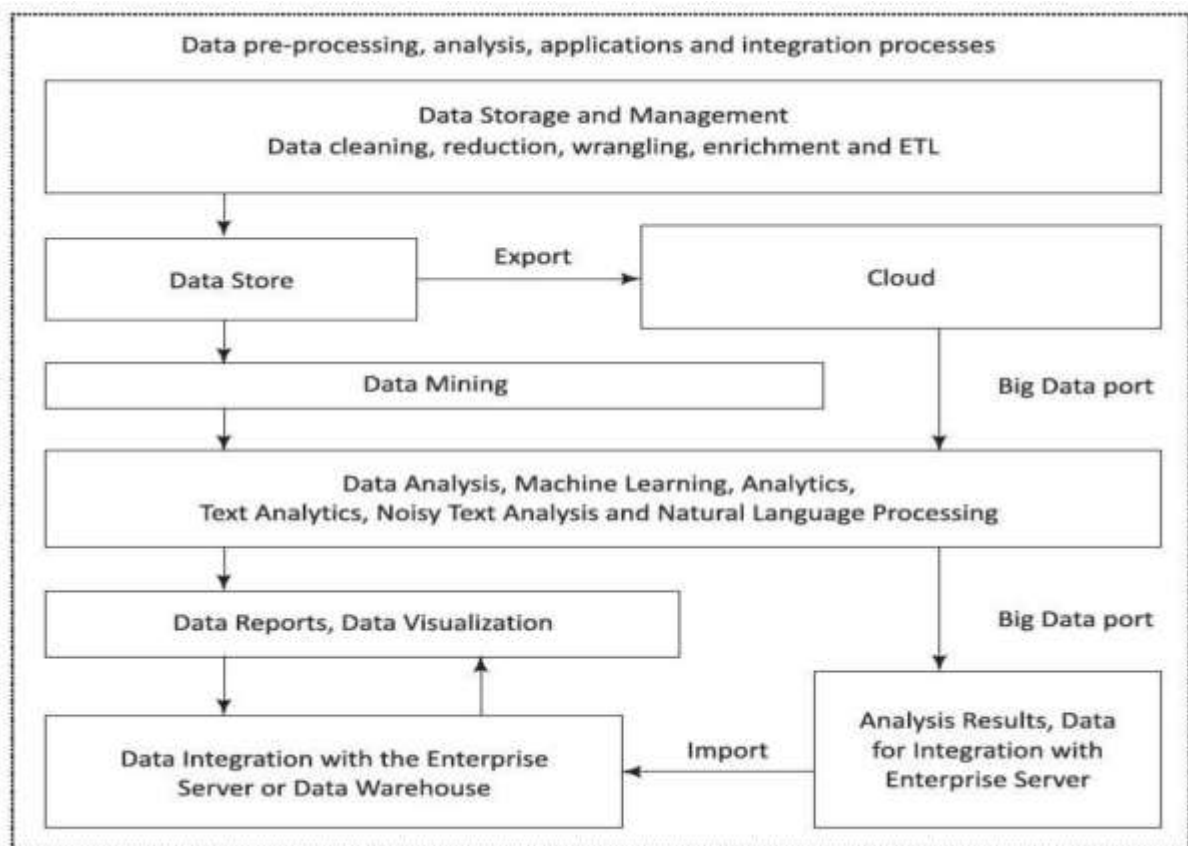 Data pre-processing, analysis, applications and integration processes
Data Storage and Management
Data cleaning, reduction, wrangling, enrichment and ETL
Data Store
Export
Cloud
Data Mining
Big Data port
Data Analysis, Machine Learning, Analytics,
Text Analytics, Noisy Text Analysis and Natural Language Processing
Data Reports, Data Visualization
Big Data port
Data Integration with the Enterprise
Server or Data Warehouse
Import
Analysis Results, Data
for Integration with
Enterprise Server